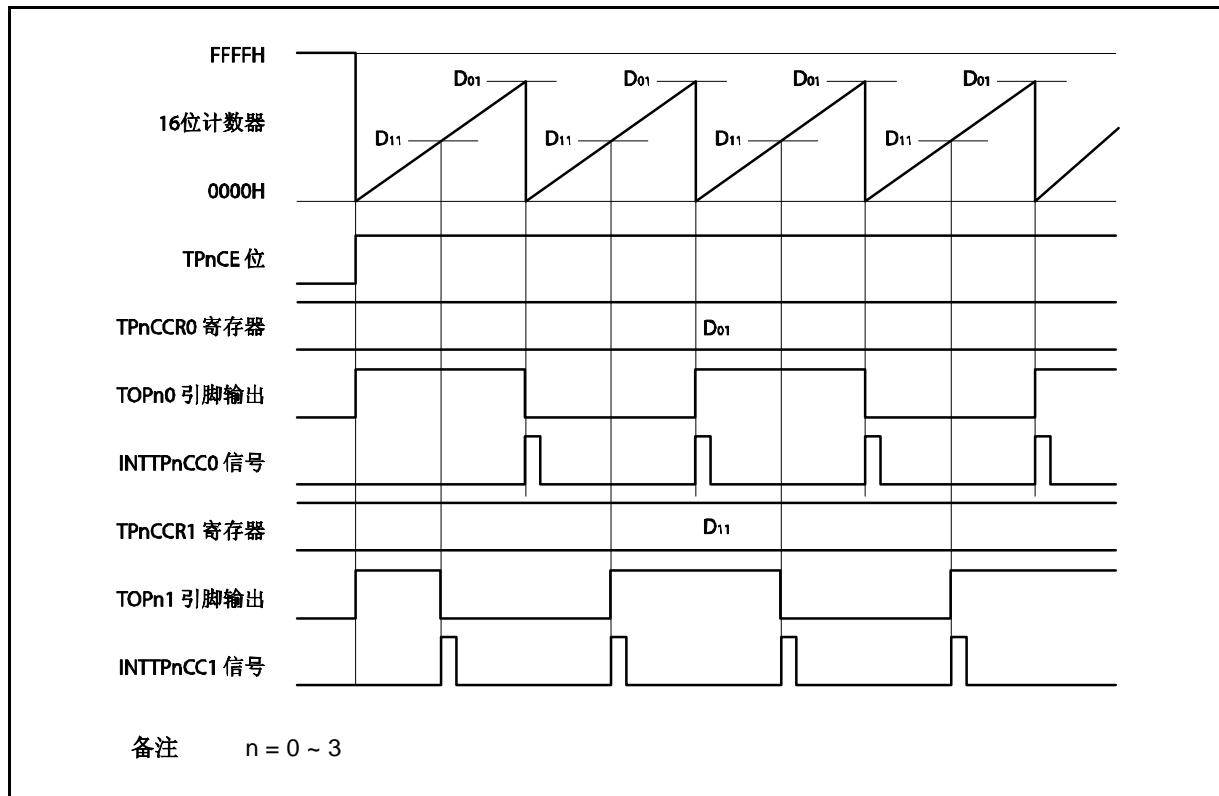 FFFFH
D01 D01 D01 D01
16位计数器
D11 D11 D11 D11
0000H
TPnCE 位
TPnCCR0 寄存器
D01
TOPn0 引脚输出
INTTPnCC0 信号
TPnCCR1 寄存器
D11
TOPn1 引脚输出
INTTPnCC1 信号
备注 n = 0 ~ 3